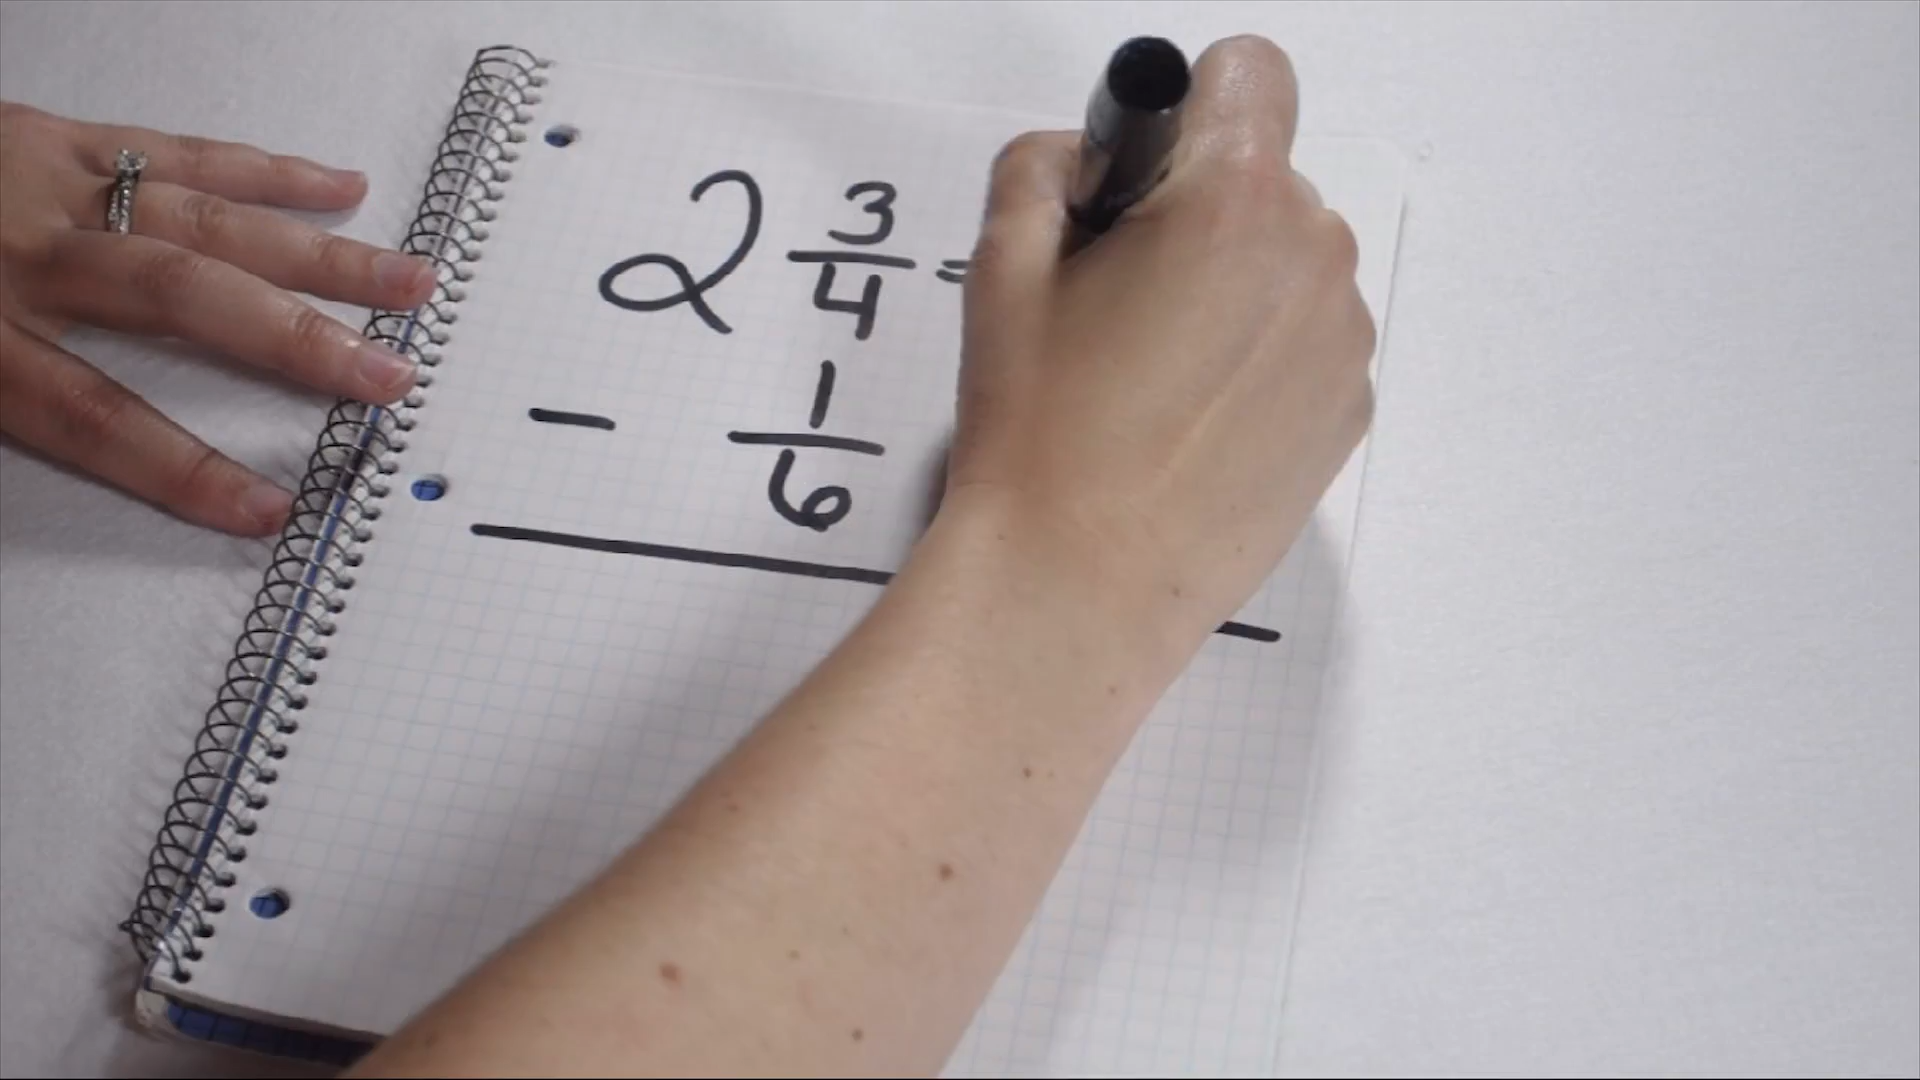 2 3/4 =
- 1/6